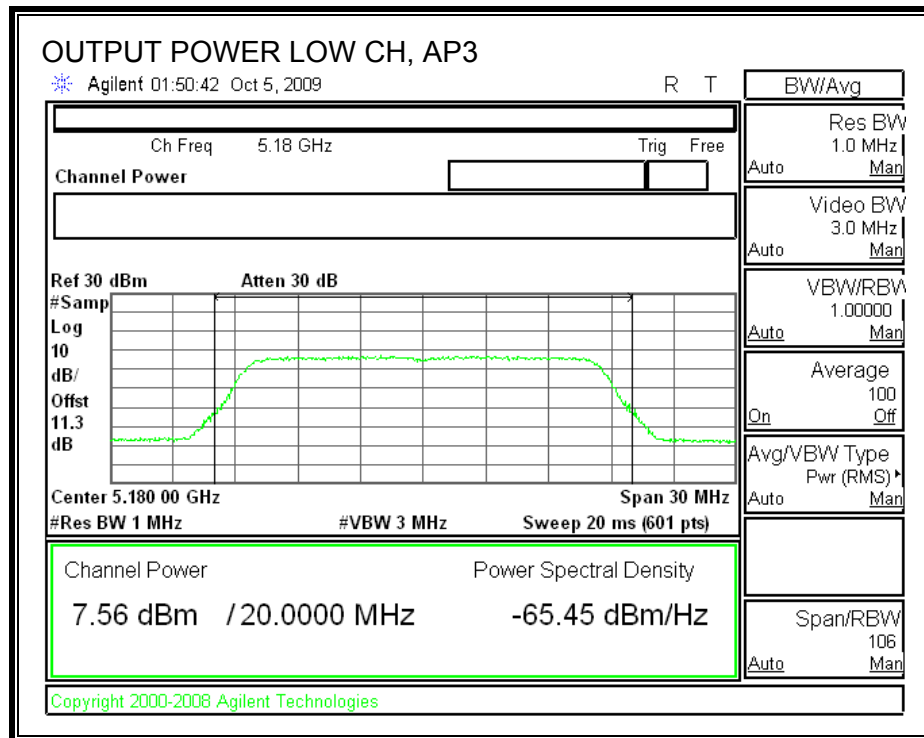 OUTPUT POWER LOW CH, AP3
Agilent 01:50:42 Oct 5, 2009 R T
BW/Avg
Ch Freq 5.18 GHz Trig Free
Channel Power
Res BW
1.0 MHz
Auto Man
Video BW
3.0 MHz
Auto Man
VBW/RBW
1.00000
Auto Man
Average
100
On Off
Avg/VBW Type
Pwr (RMS)
Auto Man
Span/RBW
106
Auto Man
Ref 30 dBm Atten 30 dB
#Samp
Log
10
dB/
Offst
11.3
dB
Center 5.180 00 GHz Span 30 MHz
#Res BW 1 MHz #VBW 3 MHz Sweep 20 ms (601 pts)
Channel Power Power Spectral Density
7.56 dBm / 20.0000 MHz -65.45 dBm/Hz
Copyright 2000-2008 Agilent Technologies